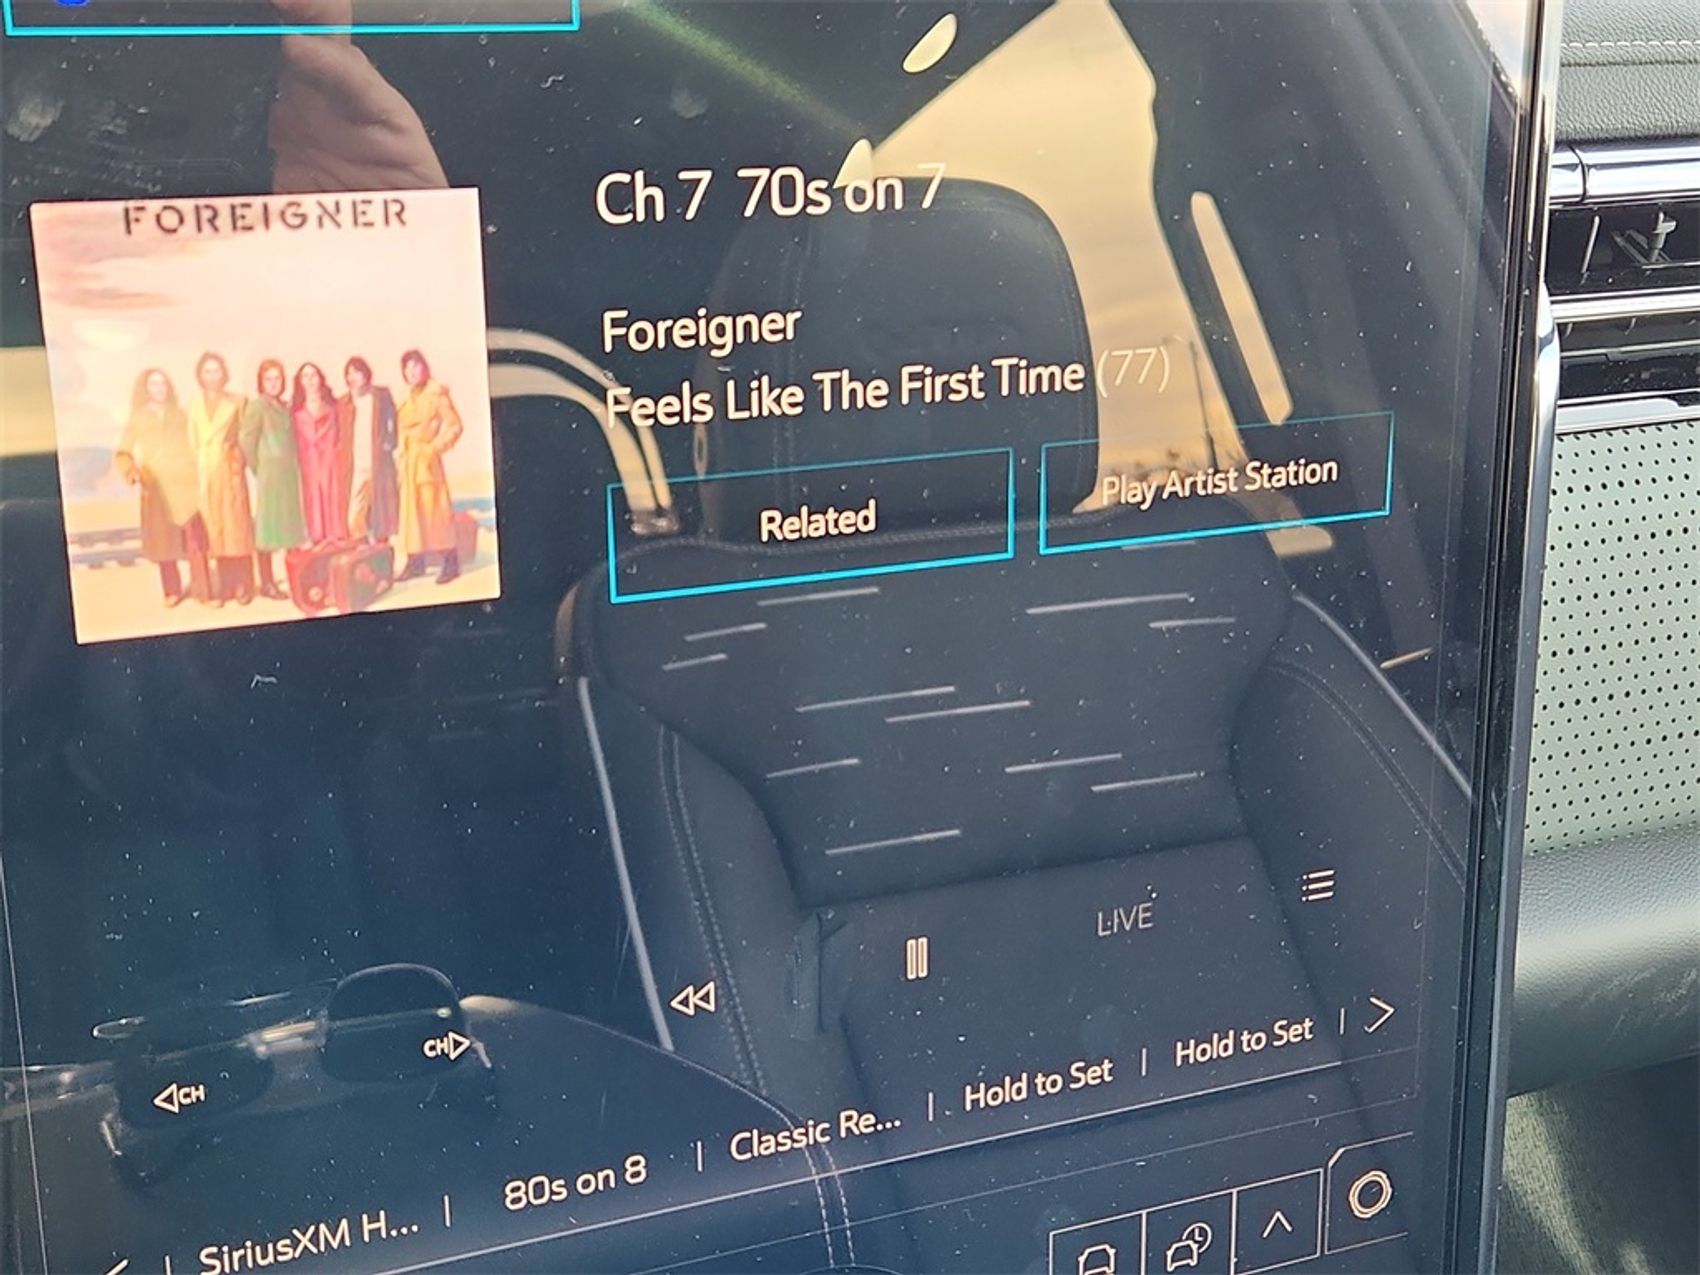 FOREIGNER
Ch 7 70s on 7
Foreigner
Feels Like The First Time (77)
Related
Play Artist Station
LIVE
CH
CH
SiriusXM H... | 80s on 8 | Classic Re... | Hold to Set | Hold to Set |